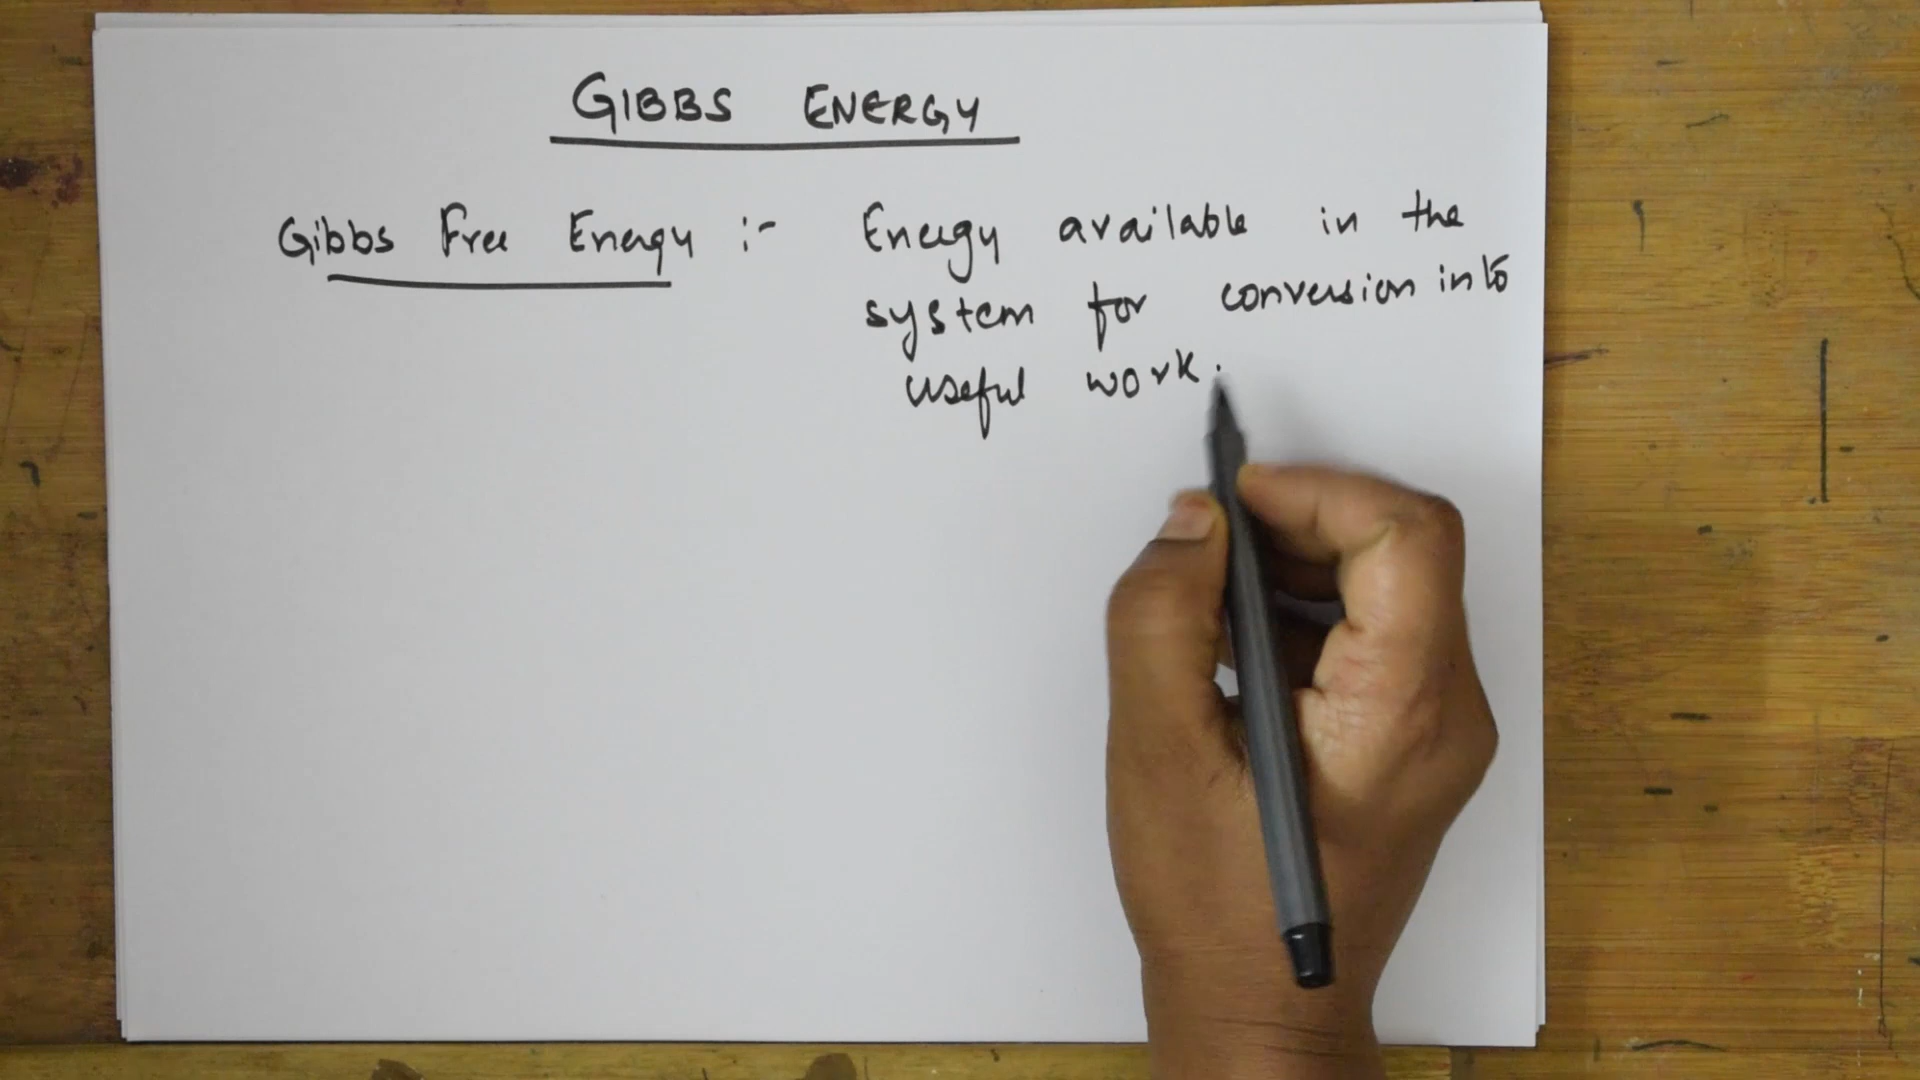 GIBBS ENERGY
Gibbs Free Energy :- Energy available in the
system for conversion into
useful work.